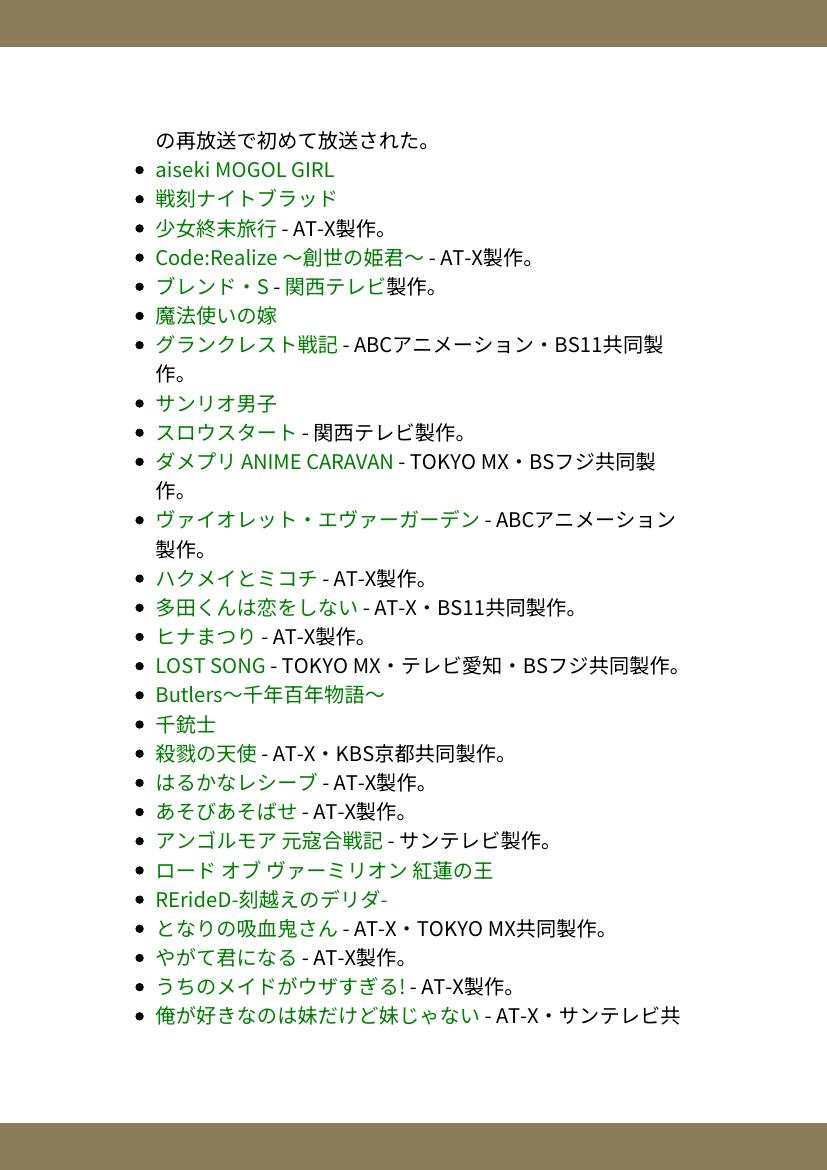 の再放送で初めて放送された。
• aiseki MOGOL GIRL
• 戦刻ナイトブラッド
• 少女終末旅行 - AT-X製作。
• Code:Realize 〜創世の姫君〜 - AT-X製作。
• ブレンド・S - 関西テレビ製作。
• 魔法使いの嫁
• グランクレスト戦記 - ABCアニメーション・BS11共同製
作。
• サンリオ男子
• スロウスタート - 関西テレビ製作。
• ダメプリ ANIME CARAVAN - TOKYO MX・BSフジ共同製
作。
• ヴァイオレット・エヴァーガーデン - ABCアニメーション
製作。
• ハクメイとミコチ - AT-X製作。
• 多田くんは恋をしない - AT-X・BS11共同製作。
• ヒナまつり - AT-X製作。
• LOST SONG - TOKYO MX・テレビ愛知・BSフジ共同製作。
• Butlers〜千年百年物語〜
• 千銃士
• 殺戮の天使 - AT-X・KBS京都共同製作。
• はるかなレシーブ - AT-X製作。
• あそびあそばせ - AT-X製作。
• アンゴルモア 元寇合戦記 - サンテレビ製作。
• ロード オブ ヴァーミリオン 紅蓮の王
• RErideD-刻越えのデリダ-
• となりの吸血鬼さん - AT-X・TOKYO MX共同製作。
• やがて君になる - AT-X製作。
• うちのメイドがウザすぎる! - AT-X製作。
• 俺が好きなのは妹だけど妹じゃない - AT-X・サンテレビ共